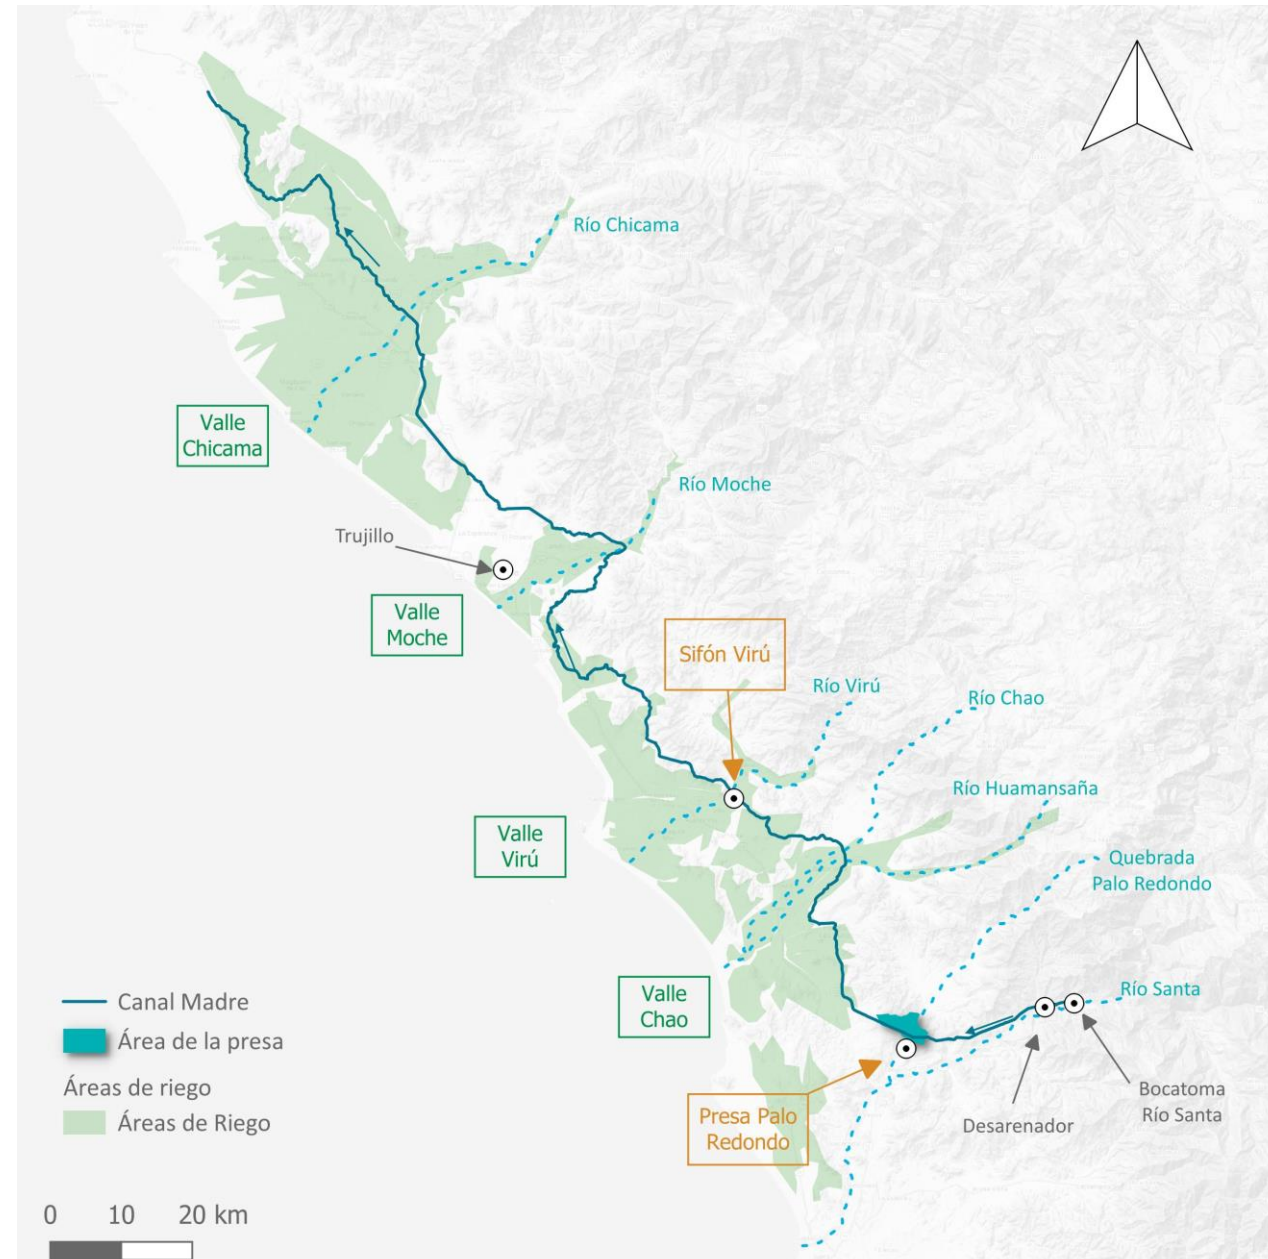 Río Chicama
Valle
Chicama
Río Moche
Trujillo
Valle
Moche
Sifón Virú
Río Virú
Río Chao
Río Huamansaña
Valle
Virú
Quebrada
Palo Redondo
Río Santa
Valle
Chao
Canal Madre
Área de la presa
Áreas de riego
Áreas de Riego
Presa Palo
Redondo
Desarenador
Bocatoma
Río Santa
0 10 20 km